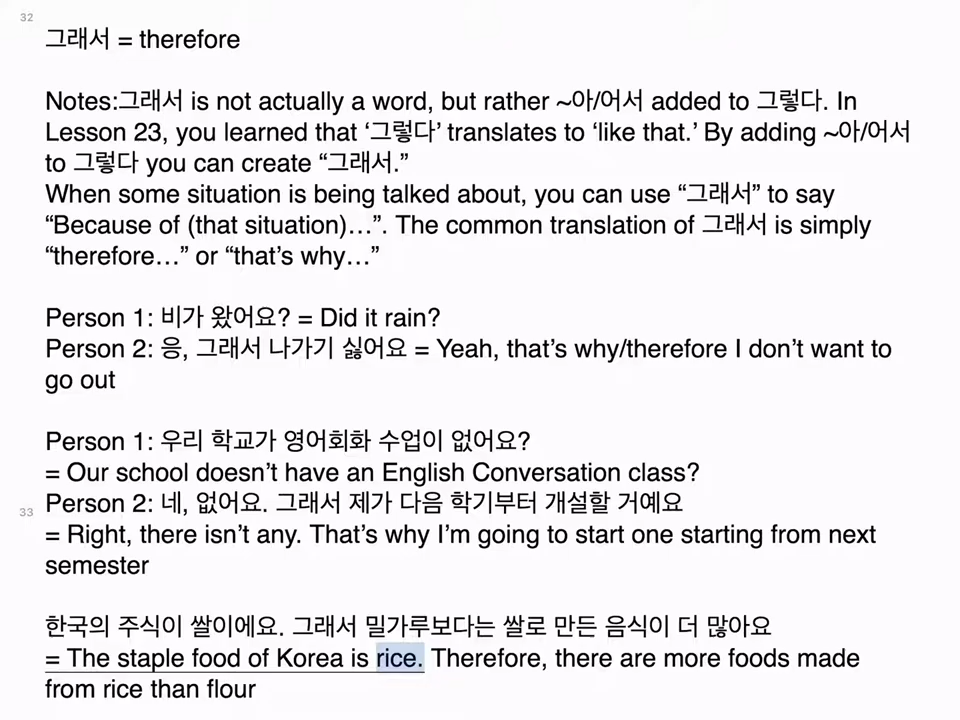 32
그래서 = therefore
Notes:그래서 is not actually a word, but rather ~아/어서 added to 그렇다. In
Lesson 23, you learned that ‘그렇다’ translates to ‘like that.’ By adding ~아/어서
to 그렇다 you can create “그래서.”
When some situation is being talked about, you can use “그래서” to say
“Because of (that situation)…”. The common translation of 그래서 is simply
“therefore…” or “that’s why…”
Person 1: 비가 왔어요? = Did it rain?
Person 2: 응, 그래서 나가기 싫어요 = Yeah, that’s why/therefore I don’t want to
go out
Person 1: 우리 학교가 영어회화 수업이 없어요?
= Our school doesn’t have an English Conversation class?
Person 2: 네, 없어요. 그래서 제가 다음 학기부터 개설할 거예요
33
= Right, there isn’t any. That’s why I’m going to start one starting from next
semester
한국의 주식이 쌀이에요. 그래서 밀가루보다는 쌀로 만든 음식이 더 많아요
= The staple food of Korea is rice. Therefore, there are more foods made
from rice than flour